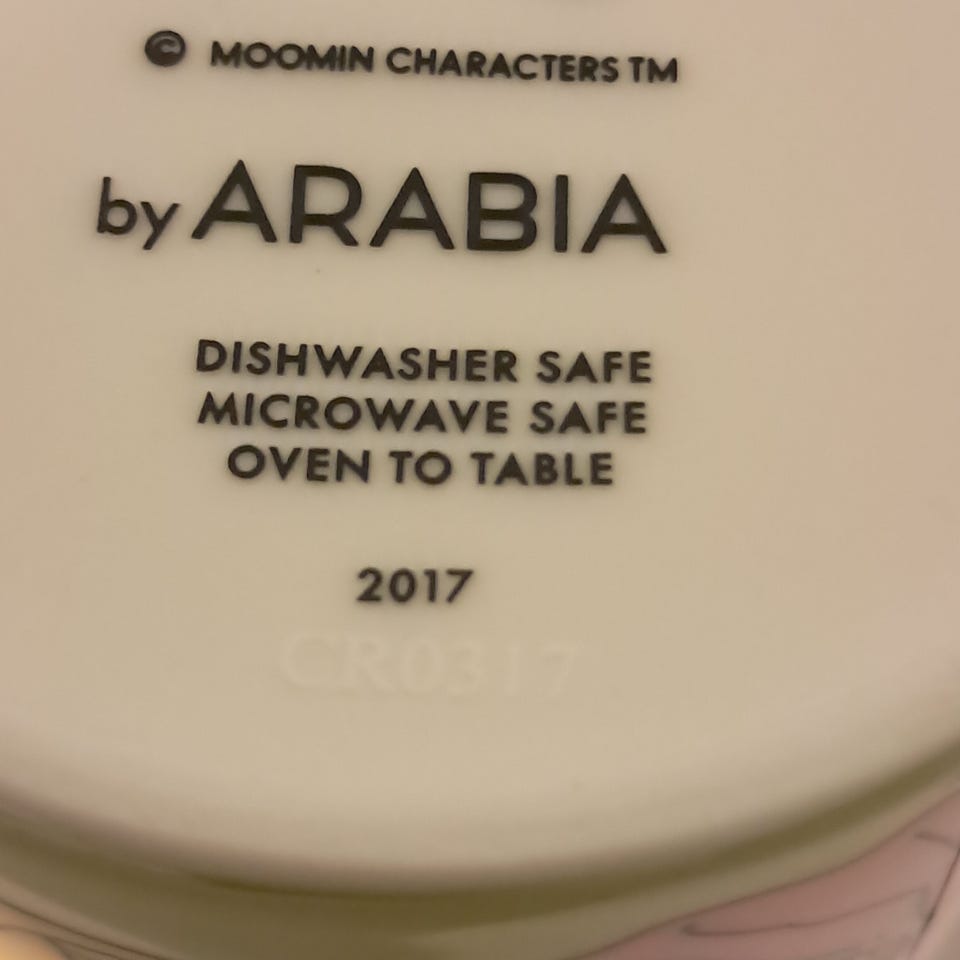 © MOOMIN CHARACTERS TM
by ARABIA
DISHWASHER SAFE
MICROWAVE SAFE
OVEN TO TABLE
2017
CR0317